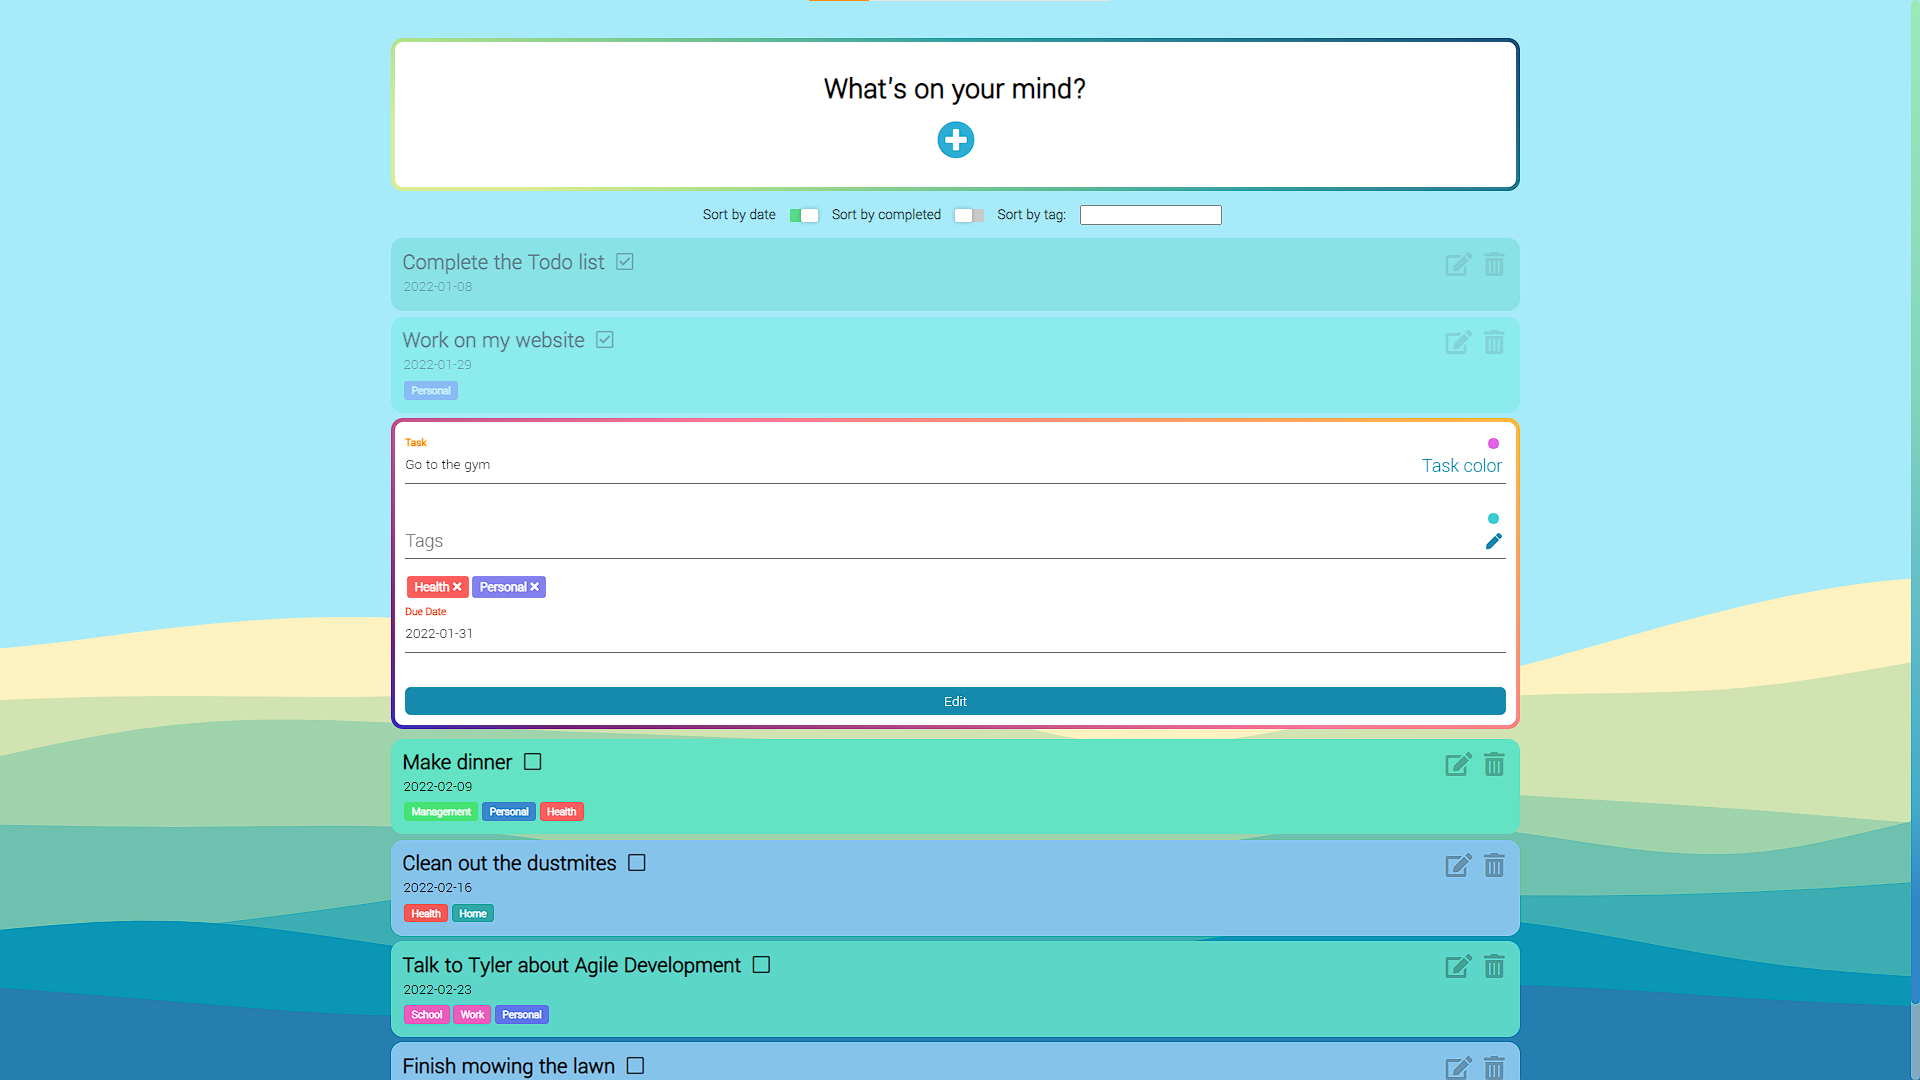 What's on your mind?
Sort by date Sort by completed Sort by tag:
Complete the Todo list
2022-01-08
Work on my website
2022-01-29
Personal
Task
Go to the gym
Task color
Tags
Health Personal
Due Date
2022-01-31
Edit
Make dinner
2022-02-09
Management Personal Health
Clean out the dustmites
2022-02-16
Health Home
Talk to Tyler about Agile Development
2022-02-23
School Work Personal
Finish mowing the lawn